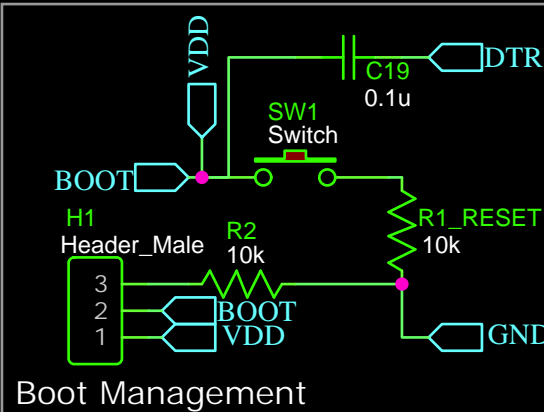 VDD
DTR
C19
0.1u
SW1
Switch
BOOT
H1
Header_Male
R2
10k
R1_RESET
10k
3
2
1
BOOT
VDD
GND
Boot Management